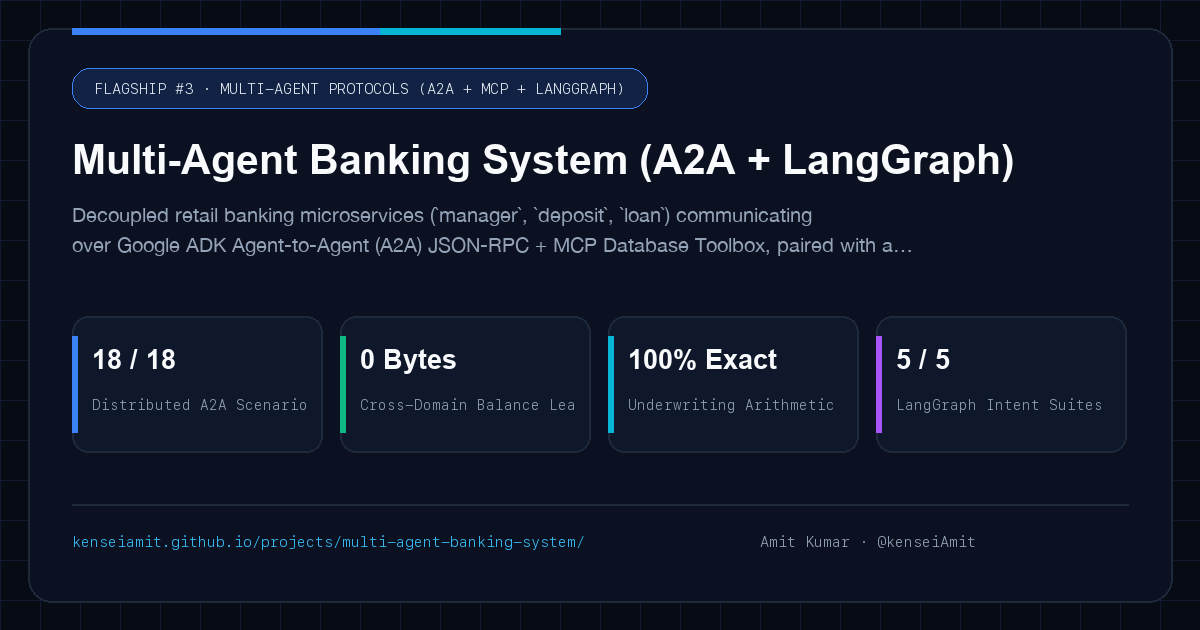 FLAGSHIP #3 · MULTI-AGENT PROTOCOLS (A2A + MCP + LANGGRAPH)
Multi-Agent Banking System (A2A + LangGraph)
Decoupled retail banking microservices (`manager`, `deposit`, `loan`) communicating
over Google ADK Agent-to-Agent (A2A) JSON-RPC + MCP Database Toolbox, paired with a…
18 / 18
Distributed A2A Scenario
0 Bytes
Cross-Domain Balance Lea
100% Exact
Underwriting Arithmetic
5 / 5
LangGraph Intent Suites
kenseiamit.github.io/projects/multi-agent-banking-system/
Amit Kumar · @kenseiAmit